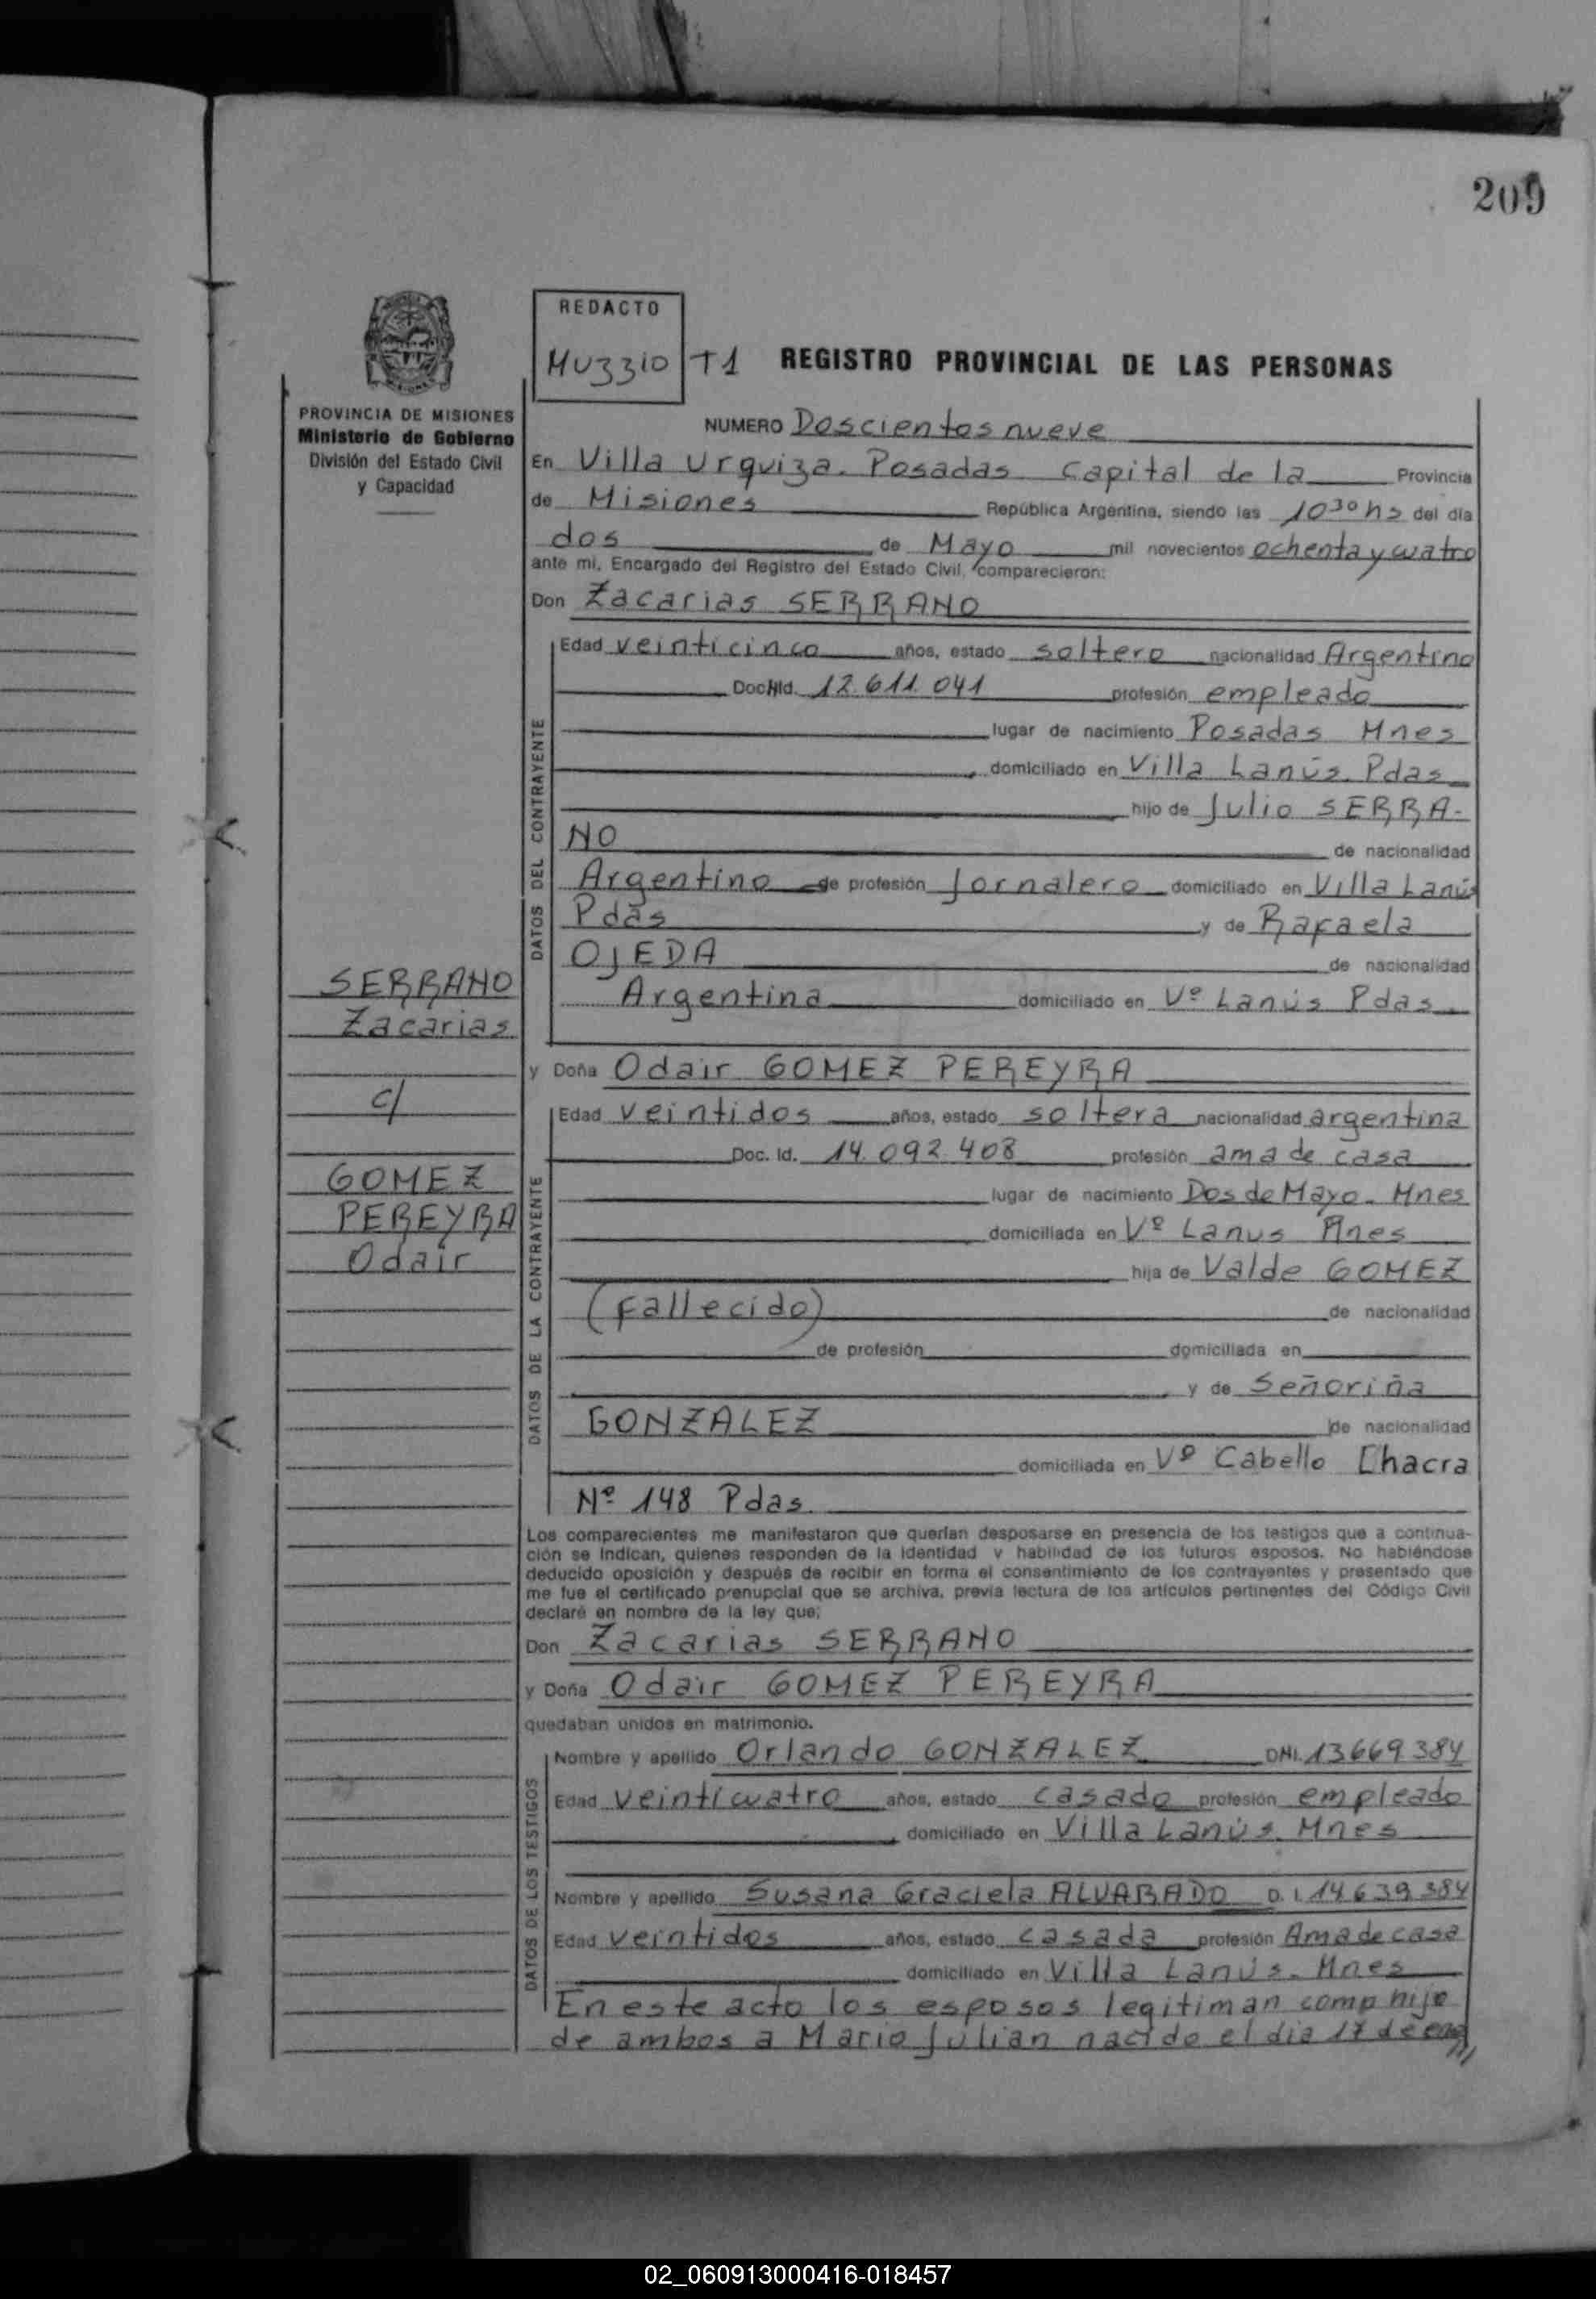 209
REDACTO
MUZZIO T1 REGISTRO PROVINCIAL DE LAS PERSONAS
PROVINCIA DE MISIONES
Ministerio de Gobierno
División del Estado Civil
y Capacidad
NUMERO Doscientos nueve
En Villa Urquiza. Posadas Capital de la Provincia
de Misiones República Argentina, siendo las 10³⁰ hs del día
dos de Mayo mil novecientos ochenta y cuatro
ante mi, Encargado del Registro del Estado Civil, comparecieron:
Don Zacarias SERRANO
DATOS DEL CONTRAYENTE
Edad veinticinco años, estado soltero nacionalidad Argentino
Doc. Id. 12.611.041 profesión empleado
lugar de nacimiento Posadas Mnes
domiciliado en Villa Lanús. Pdas
hijo de Julio SERRA-
NO de nacionalidad
Argentino de profesión Jornalero domiciliado en Villa Lanús
Pdas y de Rafaela
OJEDA de nacionalidad
Argentina domiciliado en Vª Lanús Pdas
SERRANO
Zacarias
c/
GOMEZ
PEREYRA
Odair
y Doña Odair GOMEZ PEREYRA
DATOS DE LA CONTRAYENTE
Edad veintidos años, estado soltera nacionalidad argentina
Doc. Id. 14.092.408 profesión ama de casa
lugar de nacimiento Dos de Mayo. Mnes
domiciliada en Vª Lanus Mnes
hija de Valde GOMEZ
(fallecido) de nacionalidad
de profesión domiciliada en
y de Señoriña
GONZALEZ de nacionalidad
domiciliada en Vª Cabello Chacra
Nº 148 Pdas.
Los comparecientes me manifestaron que querían desposarse en presencia de los testigos que a continua-
ción se indican, quienes responden de la identidad y habilidad de los futuros esposos. No habiéndose
deducido oposición y después de recibir en forma el consentimiento de los contrayentes y presentado que
me fue el certificado prenupcial que se archiva, previa lectura de los artículos pertinentes del Código Civil
declaré en nombre de la ley que;
Don Zacarias SERRANO
y Doña Odair GOMEZ PEREYRA
quedaban unidos en matrimonio.
DATOS DE LOS TESTIGOS
Nombre y apellido Orlando GONZALEZ DNI. 13669384
Edad veinticuatro años, estado casado profesión empleado
domiciliado en Villa Lanús. Mnes
Nombre y apellido Susana Graciela ALVARADO D. I. 14.639.384
Edad veintidos años, estado casada profesión Ama de casa
domiciliado en Villa Lanús. Mnes
En este acto los esposos legitiman como hijo
de ambos a Mario Julian nacido el dia 17 de ene//
02_060913000416-018457